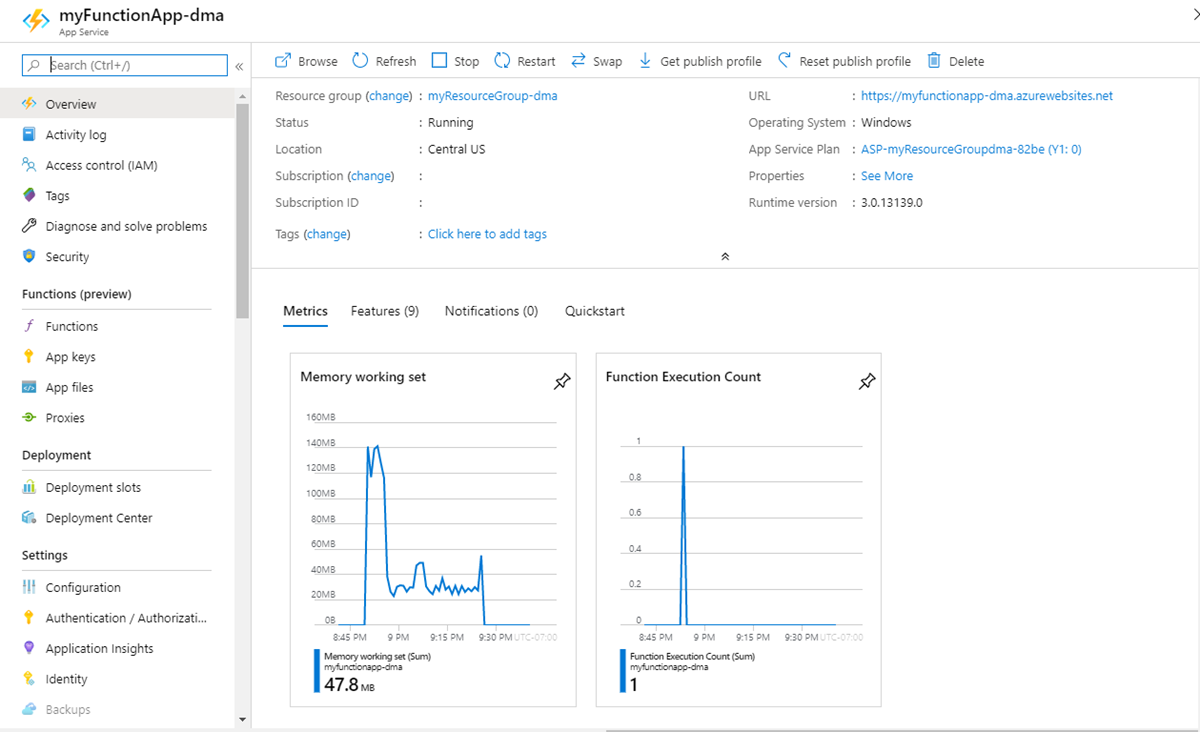 myFunctionApp-dma
App Service
Search (Ctrl+/)
«
Overview
Activity log
Access control (IAM)
Tags
Diagnose and solve problems
Security
Functions (preview)
Functions
App keys
App files
Proxies
Deployment
Deployment slots
Deployment Center
Settings
Configuration
Authentication / Authorizati...
Application Insights
Identity
Backups
Browse Refresh Stop Restart Swap Get publish profile Reset publish profile Delete
Resource group (change) : myResourceGroup-dma
Status : Running
Location : Central US
Subscription (change) :
Subscription ID :
Tags (change) : Click here to add tags
URL : https://myfunctionapp-dma.azurewebsites.net
Operating System : Windows
App Service Plan : ASP-myResourceGroupdma-82be (Y1: 0)
Properties : See More
Runtime version : 3.0.13139.0
Metrics Features (9) Notifications (0) Quickstart
Memory working set
160MB
140MB
120MB
100MB
80MB
60MB
40MB
20MB
0B
8:45 PM 9 PM 9:15 PM 9:30 PM UTC-07:00
Memory working set (Sum)
myfunctionapp-dma
47.8 MB
Function Execution Count
1
0.8
0.6
0.4
0.2
0
8:45 PM 9 PM 9:15 PM 9:30 PM UTC-07:00
Function Execution Count (Sum)
myfunctionapp-dma
1